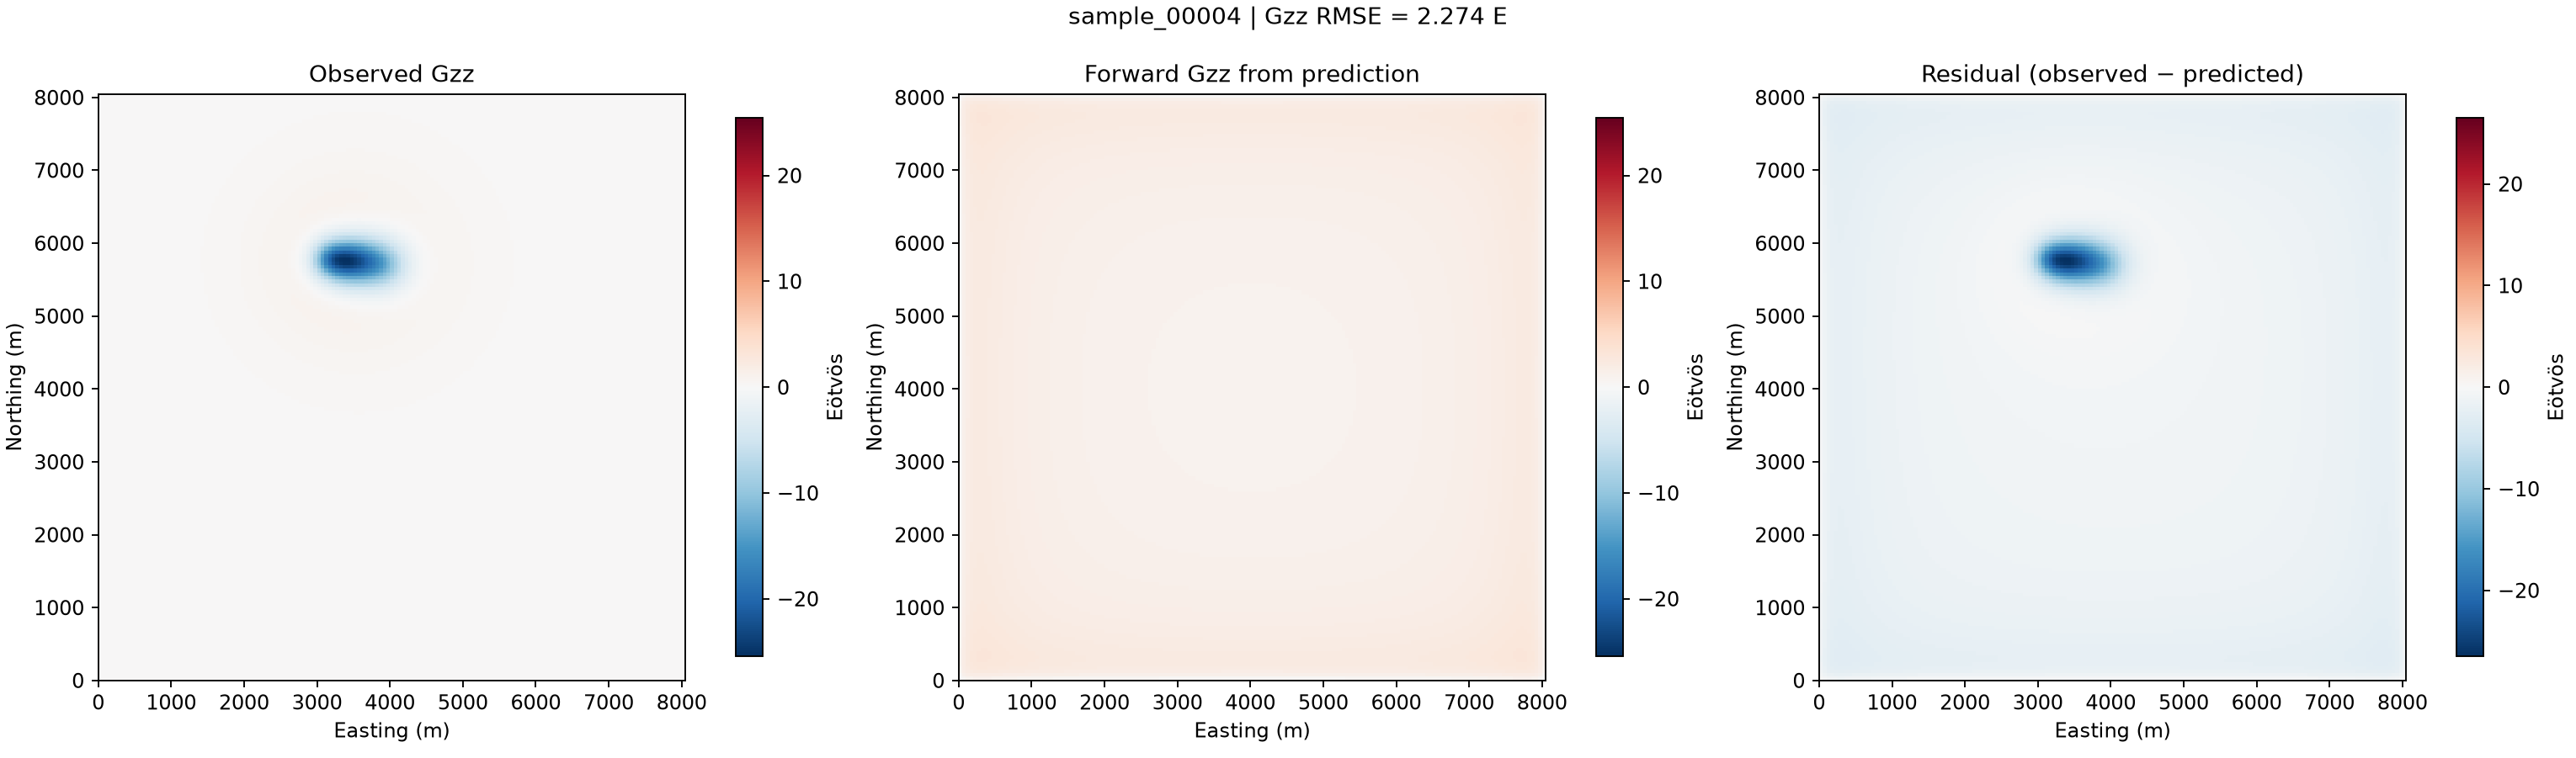 sample_00004 | Gzz RMSE = 2.274 E
Observed Gzz
8000
7000
6000
5000
4000
3000
2000
1000
0
Northing (m)
0 1000 2000 3000 4000 5000 6000 7000 8000
Easting (m)
20
10
0
−10
−20
Eötvös
Forward Gzz from prediction
8000
7000
6000
5000
4000
3000
2000
1000
0
Northing (m)
0 1000 2000 3000 4000 5000 6000 7000 8000
Easting (m)
20
10
0
−10
−20
Eötvös
Residual (observed − predicted)
8000
7000
6000
5000
4000
3000
2000
1000
0
Northing (m)
0 1000 2000 3000 4000 5000 6000 7000 8000
Easting (m)
20
10
0
−10
−20
Eötvös